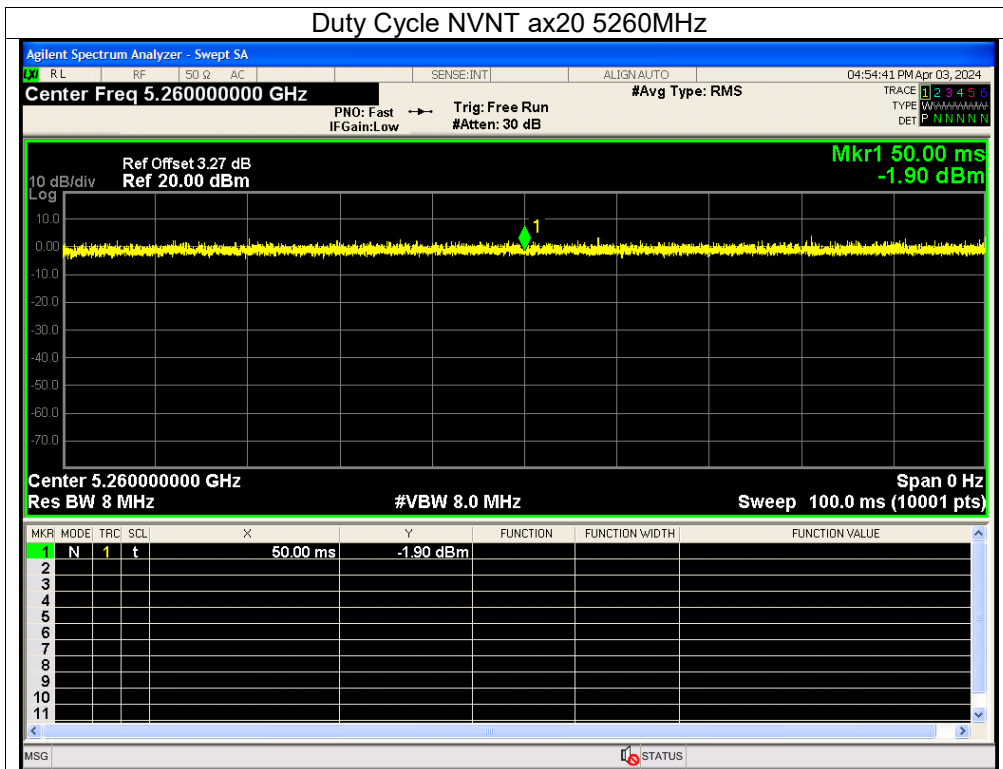 Duty Cycle NVNT ax20 5260MHz
Agilent Spectrum Analyzer - Swept SA
LXI RL RF 50 Ω AC SENSE:INT ALIGN AUTO 04:54:41 PM Apr 03, 2024
Center Freq 5.260000000 GHz #Avg Type: RMS TRACE 1 2 3 4 5 6
PNO: Fast Trig: Free Run TYPE WWWWWW
IFGain:Low #Atten: 30 dB DET P N N N N N
Mkr1 50.00 ms
Ref Offset 3.27 dB
10 dB/div Ref 20.00 dBm -1.90 dBm
Log
10.0
1
0.00
-10.0
-20.0
-30.0
-40.0
-50.0
-60.0
-70.0
Center 5.260000000 GHz Span 0 Hz
Res BW 8 MHz #VBW 8.0 MHz Sweep 100.0 ms (10001 pts)
MKR MODE TRC SCL X Y FUNCTION FUNCTION WIDTH FUNCTION VALUE
1 N 1 t 50.00 ms -1.90 dBm
2
3
4
5
6
7
8
9
10
11
MSG STATUS